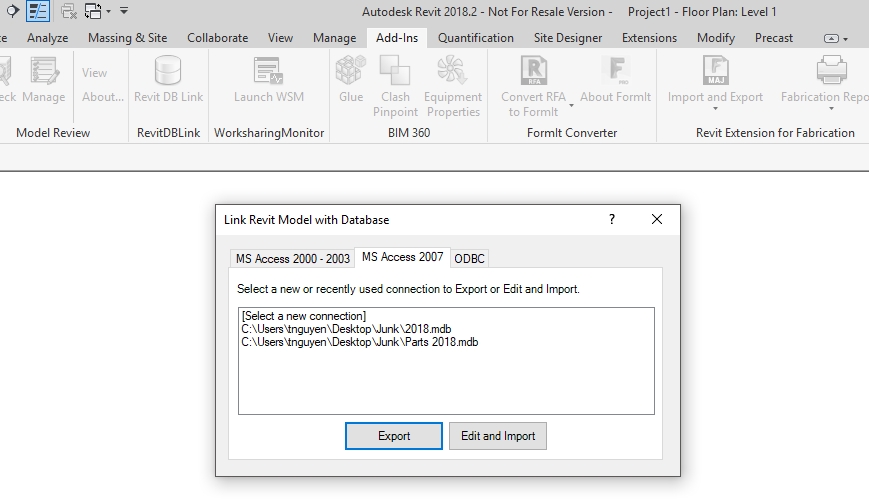 Autodesk Revit 2018.2 - Not For Resale Version - Project1 - Floor Plan: Level 1
Analyze Massing & Site Collaborate View Manage Add-Ins Quantification Site Designer Extensions Modify Precast
Manage
View
About...
Revit DB Link
Launch WSM
Glue
Clash
Pinpoint
Equipment
Properties
RFA
Convert RFA
to FormIt
PRO
About FormIt
MAJ
Import and Export
Model Review RevitDBLink WorksharingMonitor BIM 360 FormIt Converter Revit Extension for Fabrication
Link Revit Model with Database
MS Access 2000 - 2003 MS Access 2007 ODBC
Select a new or recently used connection to Export or Edit and Import.
[Select a new connection]
C:\Users\tnguyen\Desktop\Junk\2018.mdb
C:\Users\tnguyen\Desktop\Junk\Parts 2018.mdb
Export Edit and Import
Fabrication